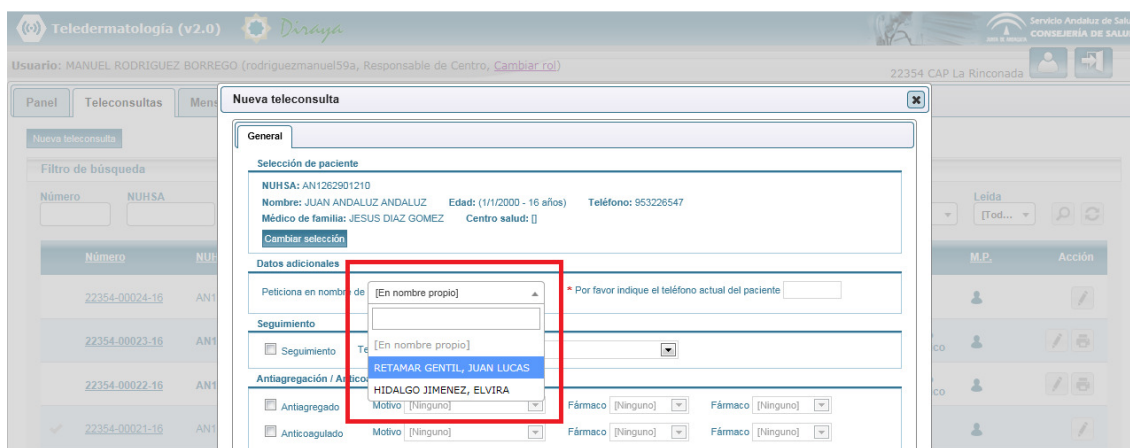 Teledermatología (v2.0) Diraya
Servicio Andaluz de Salu
CONSEJERÍA DE SALU
Usuario: MANUEL RODRIGUEZ BORREGO (rodriguezmanuel59a, Responsable de Centro, Cambiar rol)
22354 CAP La Rinconada
Panel Teleconsultas Mens
Nueva teleconsulta
Nueva teleconsulta
General
Filtro de búsqueda
Selección de paciente
Número NUHSA
NUHSA: AN1262901210
Leída
Nombre: JUAN ANDALUZ ANDALUZ Edad: (1/1/2000 - 16 años) Teléfono: 953226547
[Tod...
Médico de familia: JESUS DIAZ GOMEZ Centro salud: []
Cambiar selección
Número NUH M.P. Acción
Datos adicionales
Peticiona en nombre de [En nombre propio] * Por favor indique el teléfono actual del paciente
22354-00024-16 AN1
Seguimiento
[En nombre propio]
22354-00023-16 AN1 co
Seguimiento Te
RETAMAR GENTIL, JUAN LUCAS
Antiagregación / Antico
HIDALGO JIMENEZ, ELVIRA
22354-00022-16 AN1 co
Antiagregado Motivo [Ninguno] Fármaco [Ninguno] Fármaco [Ninguno]
22354-00021-16 AN1
Anticoagulado Motivo [Ninguno] Fármaco [Ninguno] Fármaco [Ninguno]